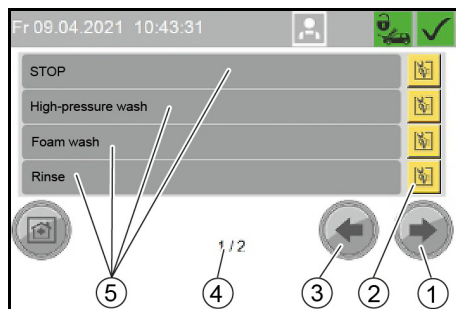 Fr 09.04.2021 10:43:31
STOP
High-pressure wash
Foam wash
Rinse
1 / 2
5 4 3 2 1